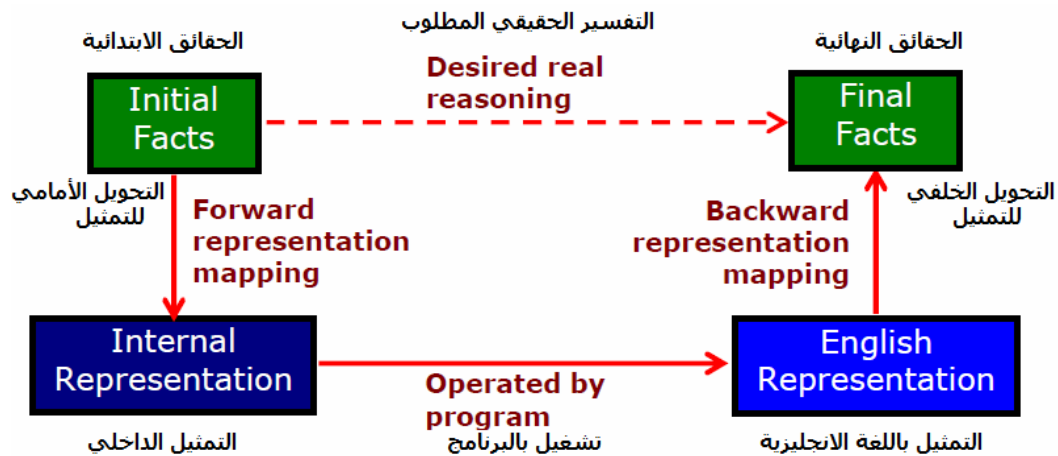 التفسير الحقيقي المطلوب
الحقائق الابتدائية
الحقائق النهائية
Desired real
reasoning
Initial
Facts
Final
Facts
التحويل الأمامي
للتمثيل
Forward
representation
mapping
Backward
representation
mapping
التحويل الخلفي
للتمثيل
Internal
Representation
English
Representation
Operated by
program
التمثيل الداخلي
تشغيل بالبرنامج
التمثيل باللغة الانجليزية